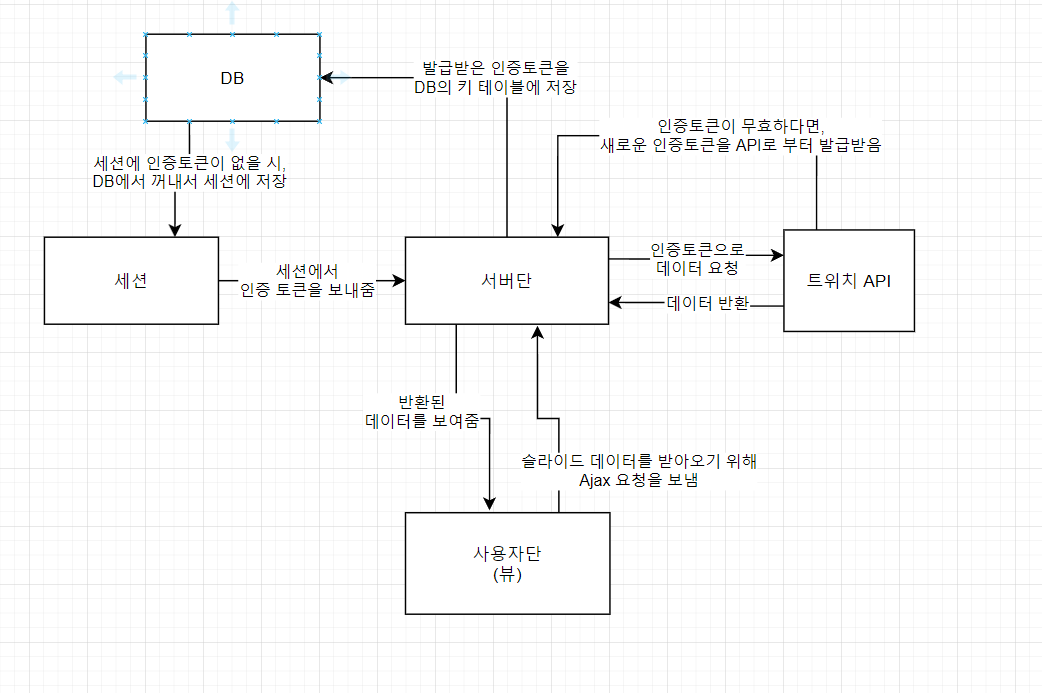 DB
발급받은 인증토큰을
DB의 키 테이블에 저장
인증토큰이 무효하다면,
새로운 인증토큰을 API로 부터 발급받음
세션에 인증토큰이 없을 시,
DB에서 꺼내서 세션에 저장
세션
세션에서
인증 토큰을 보내줌
서버단
인증토큰으로
데이터 요청
데이터 반환
트위치 API
반환된
데이터를 보여줌
슬라이드 데이터를 받아오기 위해
Ajax 요청을 보냄
사용자단
(뷰)